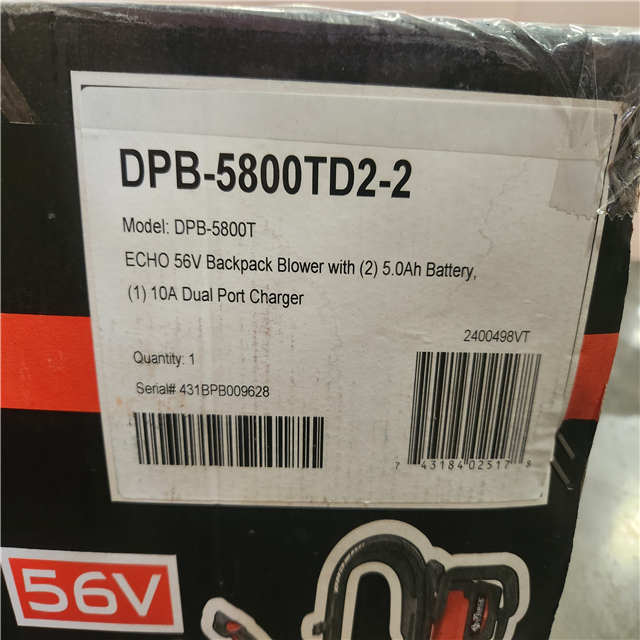 DPB-5800TD2-2
Model: DPB-5800T
ECHO 56V Backpack Blower with (2) 5.0Ah Battery,
(1) 10A Dual Port Charger
2400498VT
Quantity: 1
Serial# 431BPB009628
7 43184 02517 8
56V